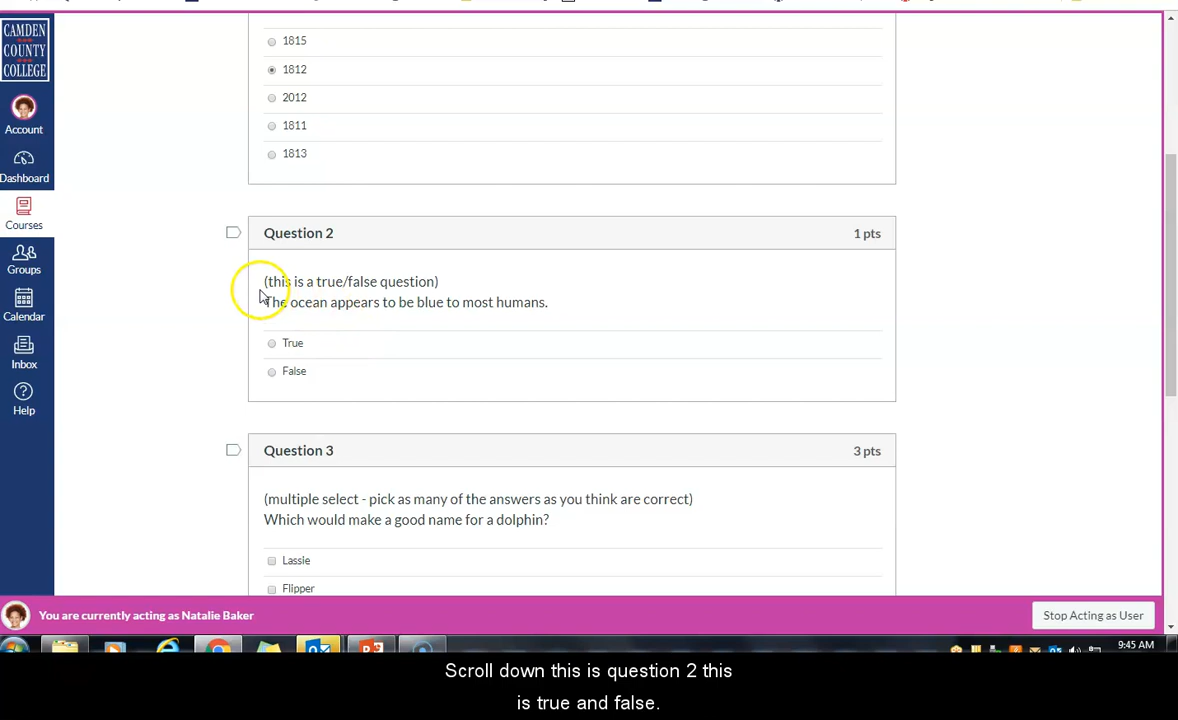 CAMDEN
COUNTY
COLLEGE
Account
Dashboard
Courses
Groups
Calendar
Inbox
Help
1815
1812
2012
1811
1813
Question 2
1 pts
(this is a true/false question)
The ocean appears to be blue to most humans.
True
False
Question 3
3 pts
(multiple select - pick as many of the answers as you think are correct)
Which would make a good name for a dolphin?
Lassie
Flipper
You are currently acting as Natalie Baker
Stop Acting as User
9:45 AM
Scroll down this is question 2 this
is true and false.